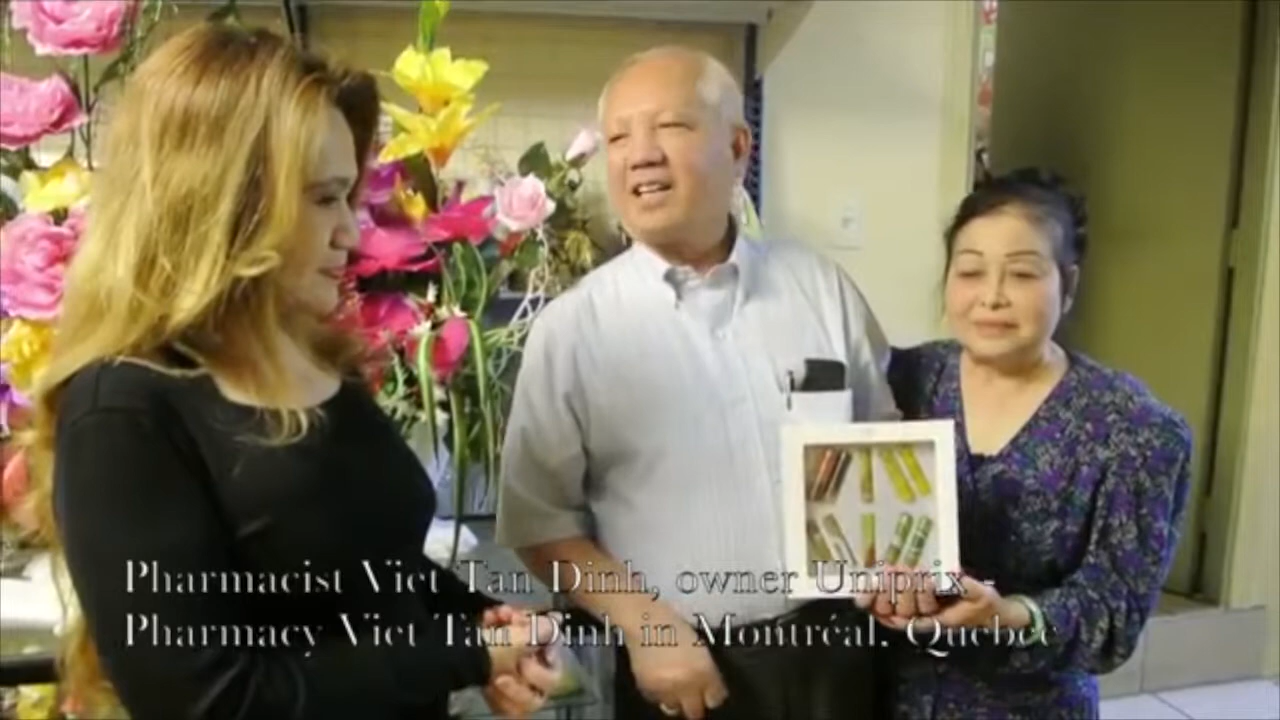 Pharmacist Viet Tan Dinh, owner Uniprix -
Pharmacy Viet Tan Dinh in Montréal, Quebec